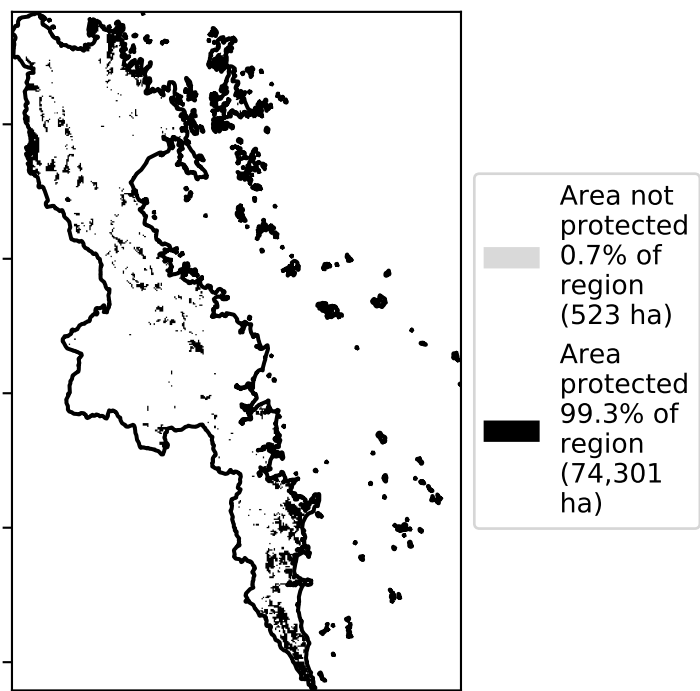 Area not
protected
0.7% of
region
(523 ha)
Area
protected
99.3% of
region
(74,301
ha)